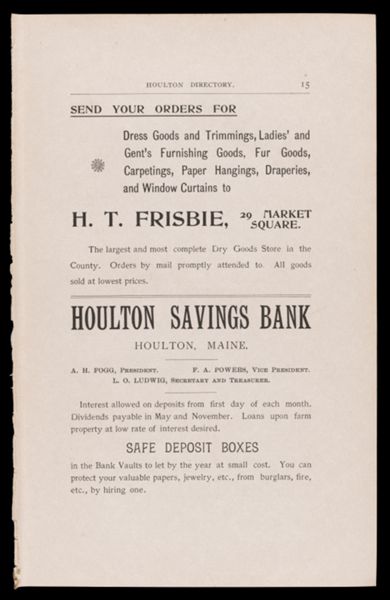 HOULTON DIRECTORY. 15
SEND YOUR ORDERS FOR
Dress Goods and Trimmings, Ladies' and
Gent's Furnishing Goods, Fur Goods,
Carpetings, Paper Hangings, Draperies,
and Window Curtains to
H. T. FRISBIE, 29 MARKET SQUARE.
The largest and most complete Dry Goods Store in the
County. Orders by mail promptly attended to. All goods
sold at lowest prices.
HOULTON SAVINGS BANK
HOULTON, MAINE.
A. H. FOGG, PRESIDENT. F. A. POWERS, VICE PRESIDENT.
L. O. LUDWIG, SECRETARY AND TREASURER.
Interest allowed on deposits from first day of each month.
Dividends payable in May and November. Loans upon farm
property at low rate of interest desired.
SAFE DEPOSIT BOXES
in the Bank Vaults to let by the year at small cost. You can
protect your valuable papers, jewelry, etc., from burglars, fire,
etc., by hiring one.